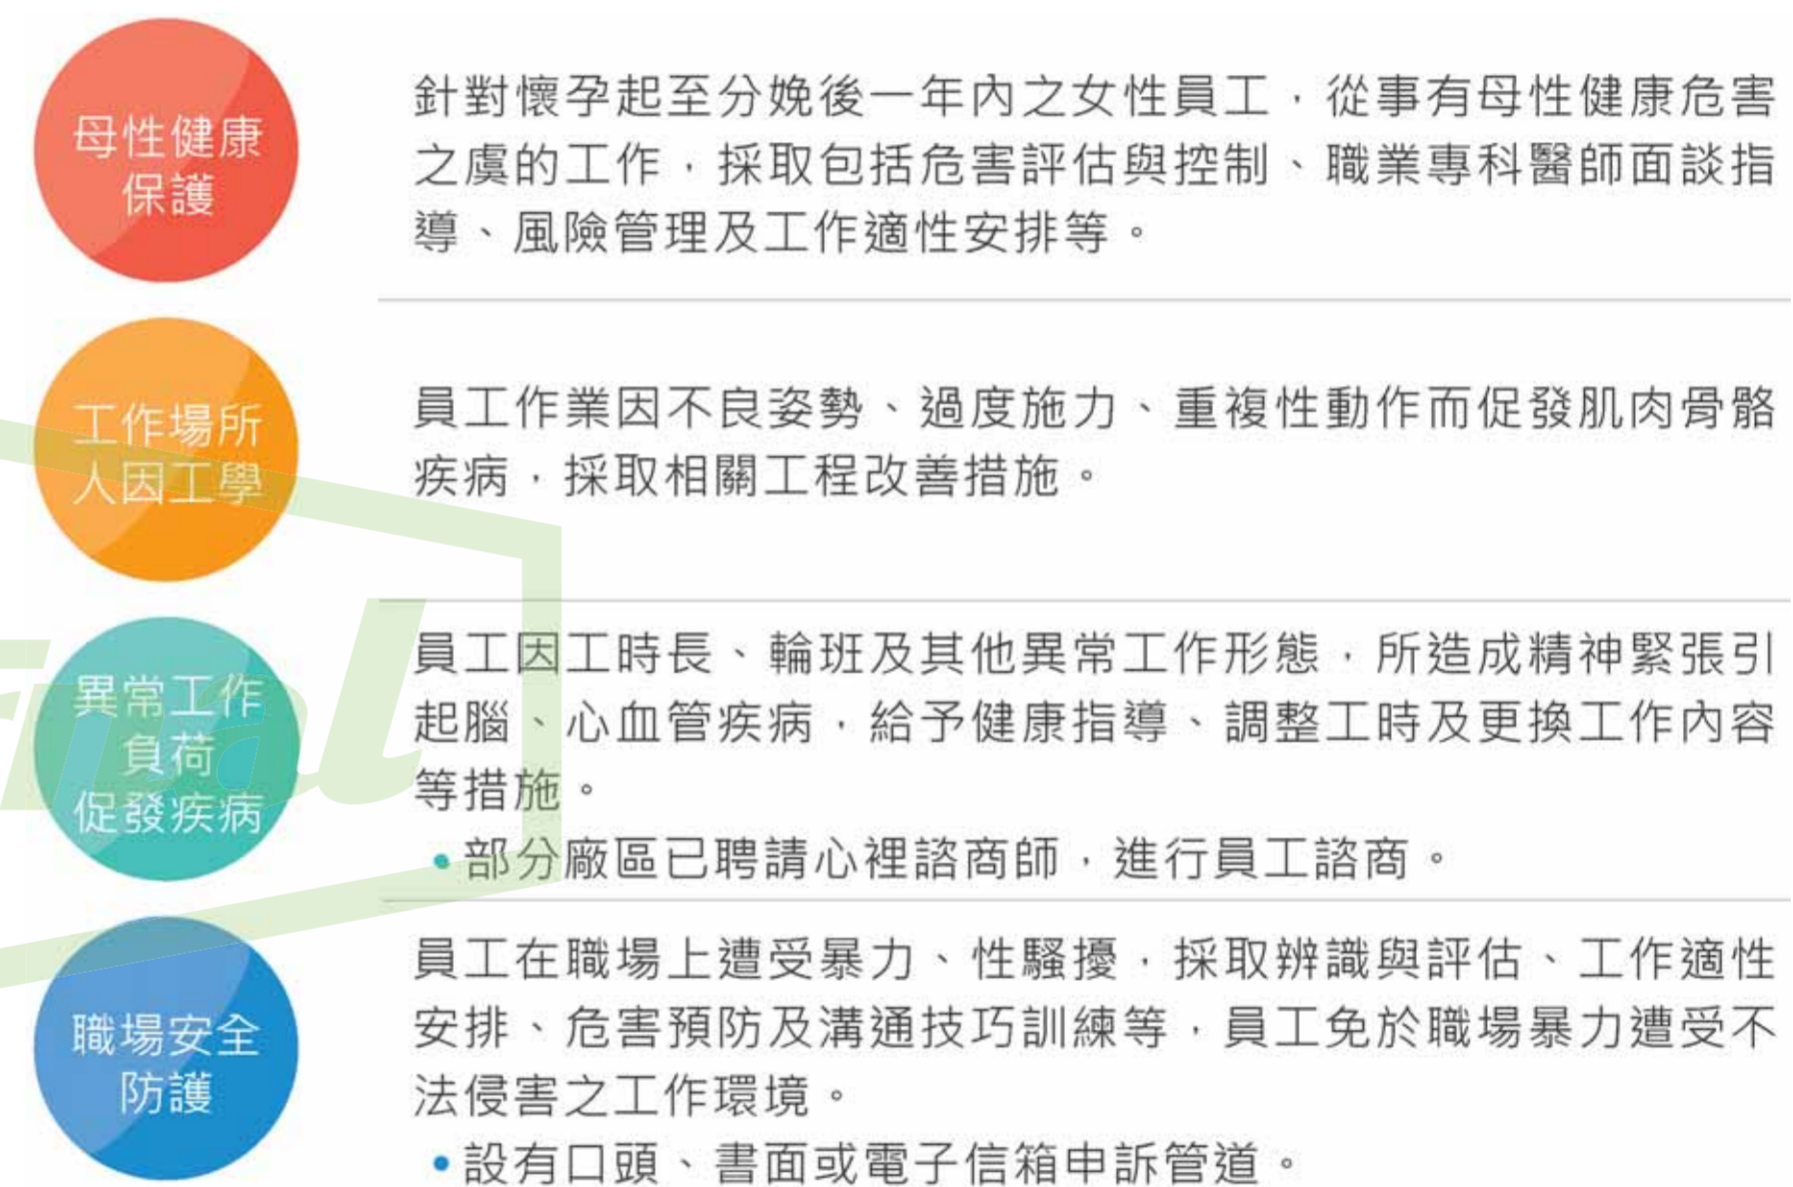 母性健康
保護
針對懷孕起至分娩後一年內之女性員工，從事有母性健康危害
之虞的工作，採取包括危害評估與控制、職業專科醫師面談指
導、風險管理及工作適性安排等。
工作場所
人因工學
員工作業因不良姿勢、過度施力、重複性動作而促發肌肉骨骼
疾病，採取相關工程改善措施。
異常工作
負荷
促發疾病
員工因工時長、輪班及其他異常工作形態，所造成精神緊張引
起腦、心血管疾病，給予健康指導、調整工時及更換工作內容
等措施。
•部分廠區已聘請心裡諮商師，進行員工諮商。
職場安全
防護
員工在職場上遭受暴力、性騷擾，採取辨識與評估、工作適性
安排、危害預防及溝通技巧訓練等，員工免於職場暴力遭受不
法侵害之工作環境。
•設有口頭、書面或電子信箱申訴管道。